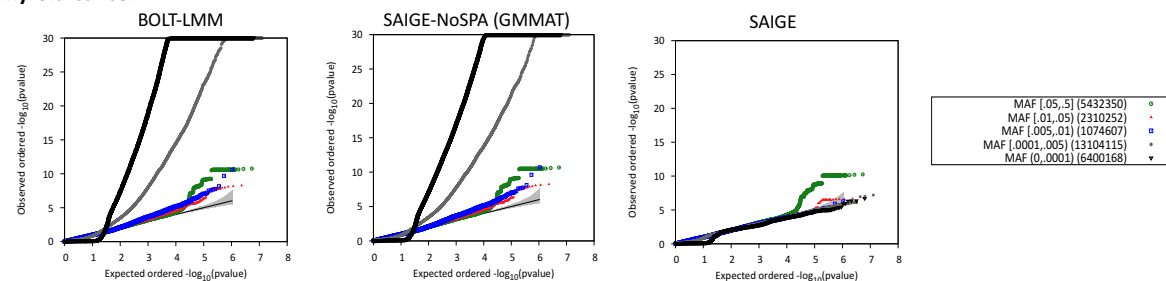 BOLT-LMM
SAIGE-NoSPA (GMMAT)
SAIGE
30
25
20
15
10
5
0
Observed ordered -log10(pvalue)
0 1 2 3 4 5 6 7 8
Expected ordered -log10(pvalue)
30
25
20
15
10
5
0
Observed ordered -log10(pvalue)
0 1 2 3 4 5 6 7 8
Expected ordered -log10(pvalue)
30
25
20
15
10
5
0
Observed ordered -log10(pvalue)
0 1 2 3 4 5 6 7 8
Expected ordered -log10(pvalue)
MAF [.05,.5] (5432350)
MAF [.01,.05) (2310252)
MAF [.005,.01) (1074607)
MAF [.0001,.005) (13104115)
MAF (0,.0001) (6400168)